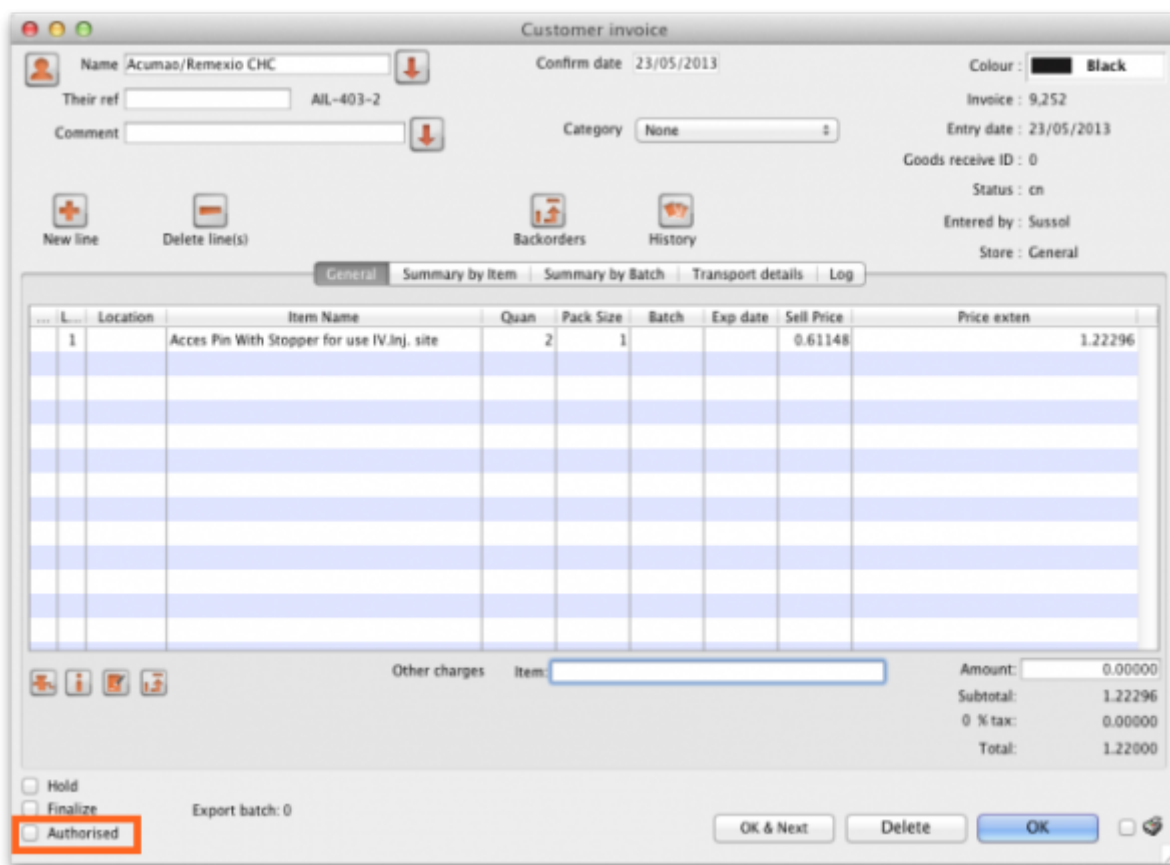 Customer invoice
Name Acumao/Remexio CHC Confirm date 23/05/2013 Colour : Black
Their ref AIL-403-2 Invoice : 9,252
Comment Category None Entry date : 23/05/2013
Goods receive ID : 0
Status : cn
Entered by : Sussol
Store : General
New line Delete line(s) Backorders History
General Summary by Item Summary by Batch Transport details Log
... L... Location Item Name Quan Pack Size Batch Exp date Sell Price Price exten
1 Acces Pin With Stopper for use IV.Inj. site 2 1 0.61148 1.22296
Other charges Item: Amount: 0.00000
Subtotal: 1.22296
0 % tax: 0.00000
Total: 1.22000
Hold
Finalize Export batch: 0
Authorised OK & Next Delete OK